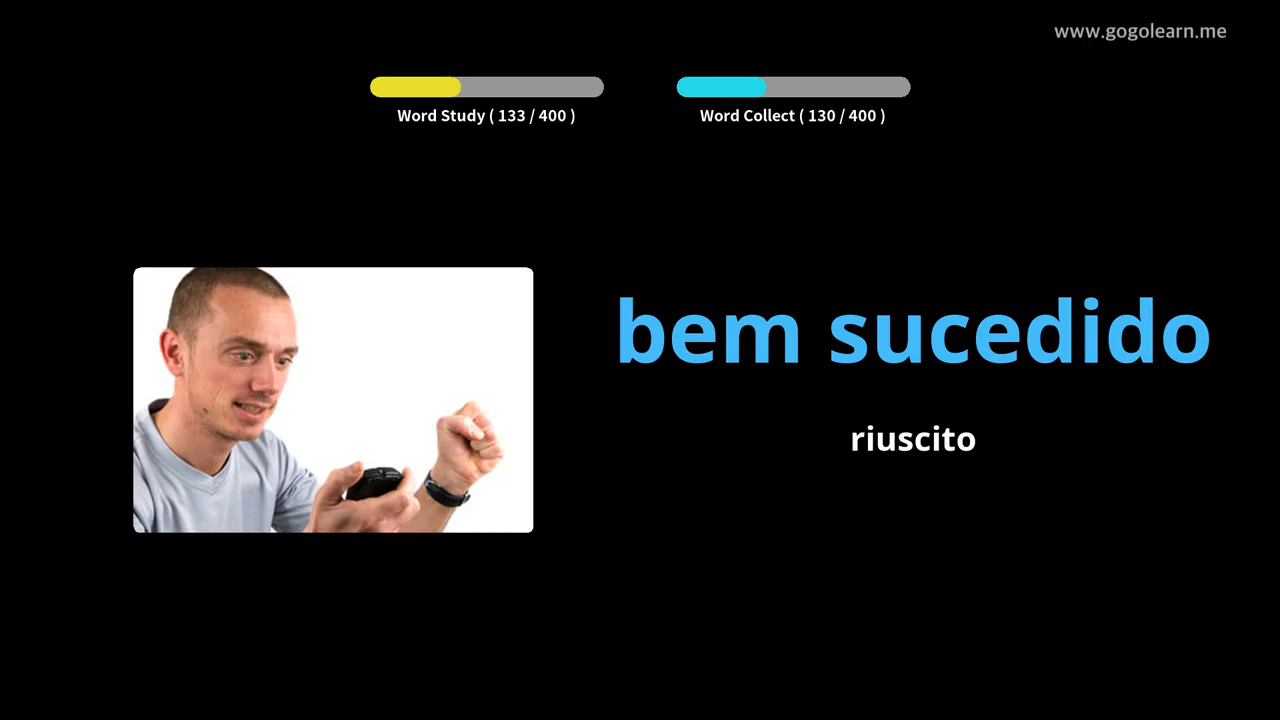 www.gogolearn.me
Word Study ( 133 / 400 )
Word Collect ( 130 / 400 )
bem sucedido
riuscito